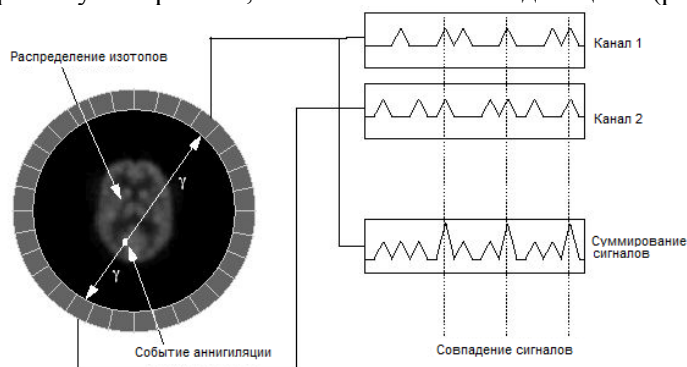 Распределение изотопов
Канал 1
Канал 2
γ
γ
Суммирование
сигналов
Событие аннигиляции
Совпадение сигналов